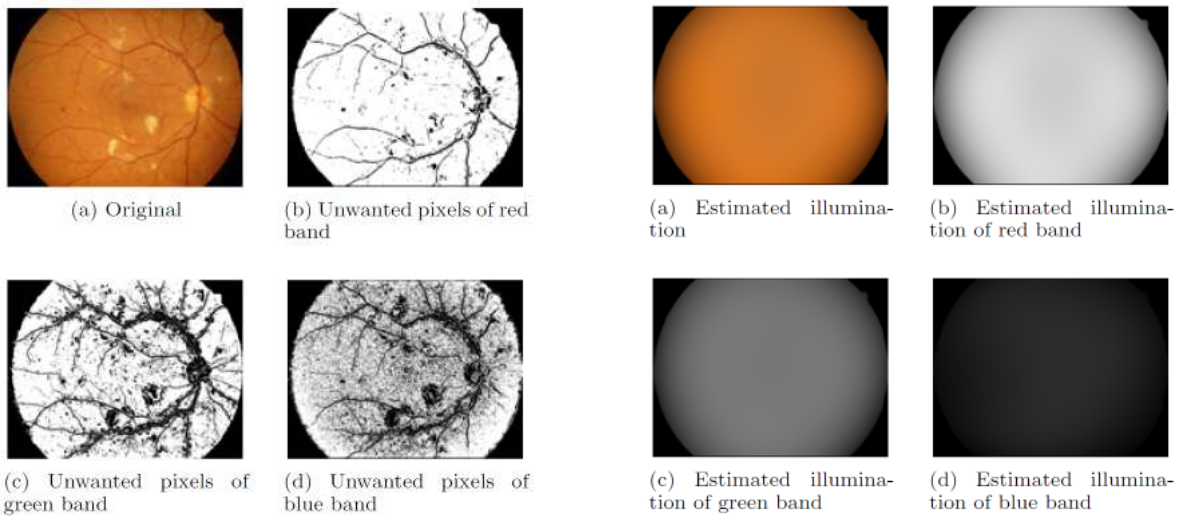 (a) Original
(b) Unwanted pixels of red
band
(c) Unwanted pixels of
green band
(d) Unwanted pixels of
blue band
(a) Estimated illumina-
tion
(b) Estimated illumina-
tion of red band
(c) Estimated illumina-
tion of green band
(d) Estimated illumina-
tion of blue band